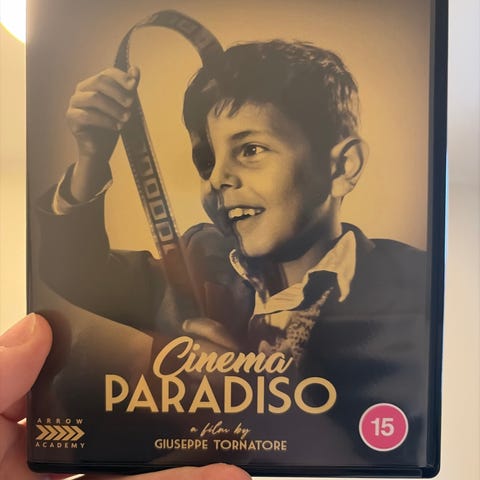 Cinema
PARADISO
a film by
GIUSEPPE TORNATORE
ARROW
ACADEMY
15